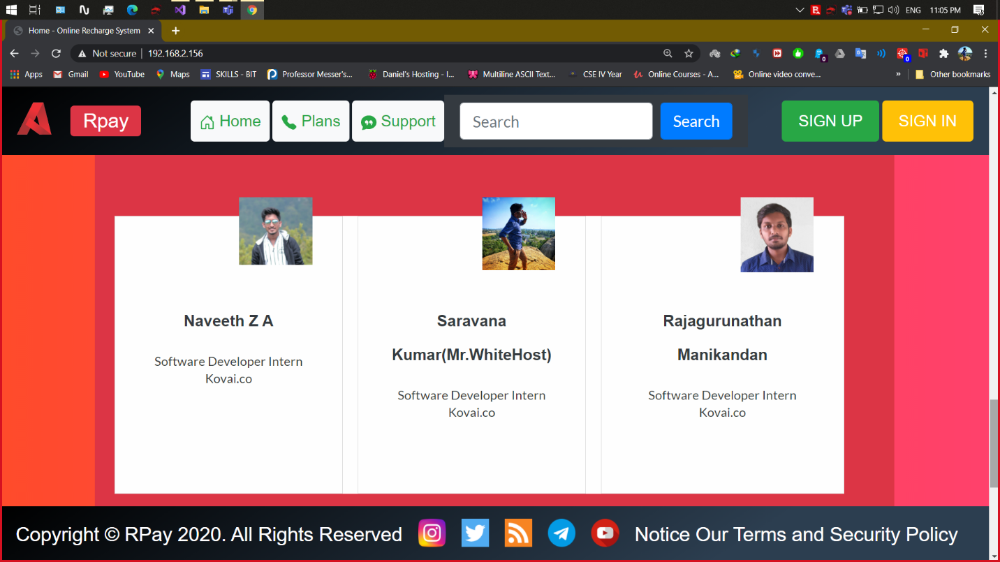 ENG 11:05 PM
Home - Online Recharge System
Not secure | 192.168.2.156
Apps Gmail YouTube Maps SKILLS - BIT Professor Messer's... Daniel's Hosting - I... Multiline ASCII Text... CSE IV Year Online Courses - A... Online video conve... » Other bookmarks
Rpay Home Plans Support Search Search SIGN UP SIGN IN
Naveeth Z A
Software Developer Intern
Kovai.co
Saravana
Kumar(Mr.WhiteHost)
Software Developer Intern
Kovai.co
Rajagurunathan
Manikandan
Software Developer Intern
Kovai.co
Copyright © RPay 2020. All Rights Reserved Notice Our Terms and Security Policy